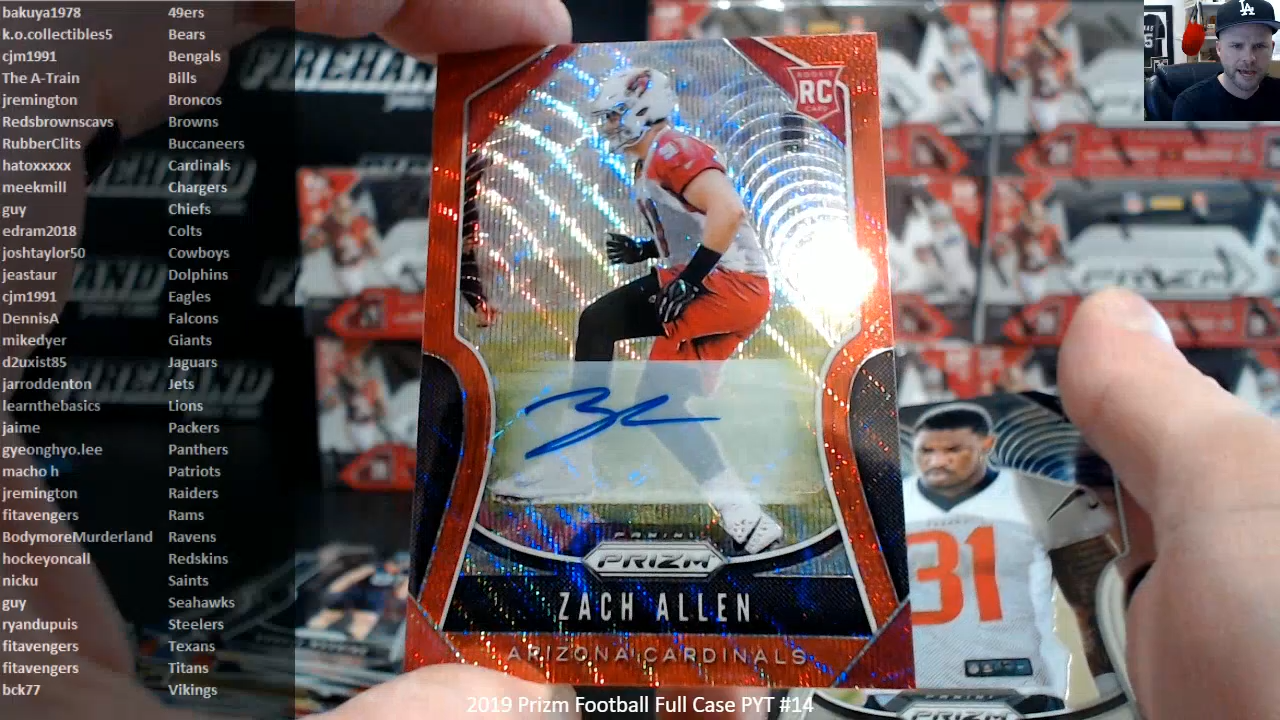 bakuya1978 49ers
k.o.collectibles5 Bears
cjm1991 Bengals
The A-Train Bills
jremington Broncos
Redsbrownscavs Browns
RubberClits Buccaneers
hatoxxxxx Cardinals
meekmill Chargers
guy Chiefs
edram2018 Colts
joshtaylor50 Cowboys
jeastaur Dolphins
cjm1991 Eagles
DennisA Falcons
mikedyer Giants
d2uxist85 Jaguars
jarroddenton Jets
learnthebasics Lions
jaime Packers
gyeonghyo.lee Panthers
macho h Patriots
jremington Raiders
fitavengers Rams
BodymoreMurderland Ravens
hockeyoncall Redskins
nicku Saints
guy Seahawks
ryandupuis Steelers
fitavengers Texans
fitavengers Titans
bck77 Vikings
FIREHAND
ROOKIE
RC
CARD
PANINI
PRIZM
ZACH ALLEN
ARIZONA CARDINALS
31
PRIZM
LA
2019 Prizm Football Full Case PYT #14